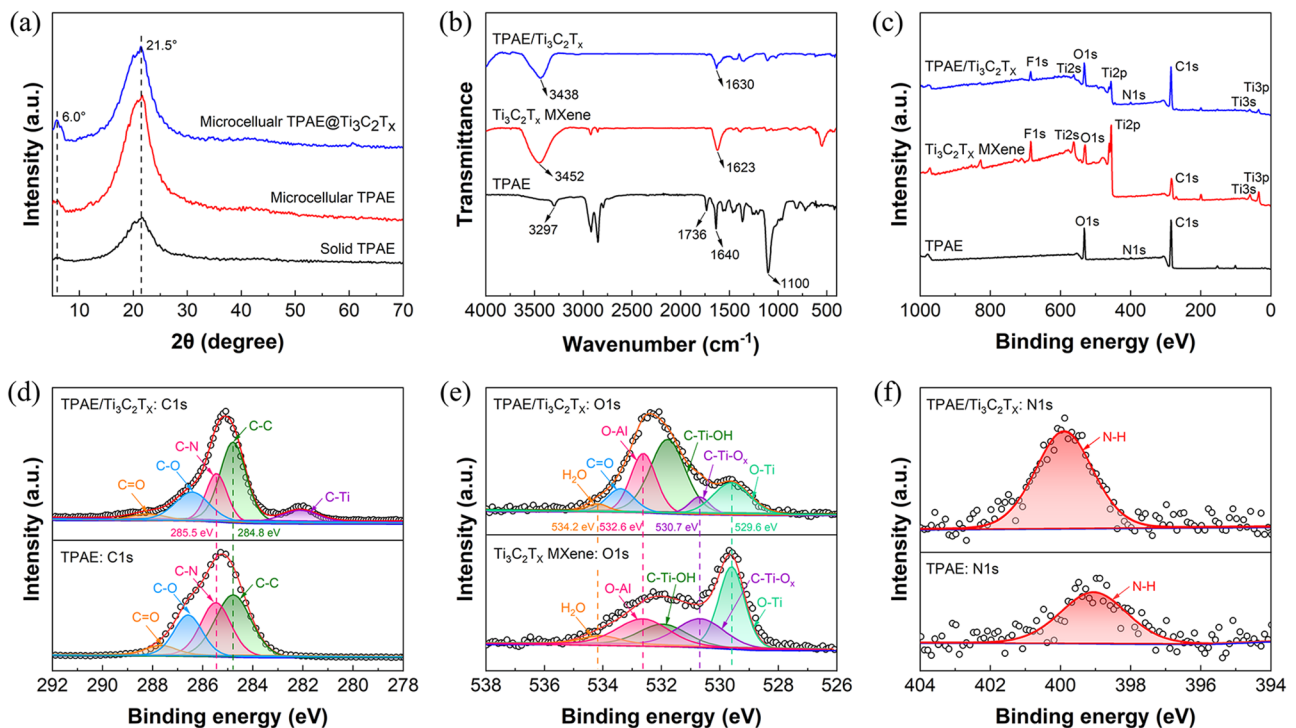 (a)
21.5°
6.0°
Microcellualr TPAE@Ti₃C₂Tₓ
Microcellular TPAE
Solid TPAE
Intensity (a.u.)
10 20 30 40 50 60 70
2θ (degree)
(b)
TPAE/Ti₃C₂Tₓ
3438
1630
Ti₃C₂Tₓ MXene
3452
1623
TPAE
3297
1736
1640
1100
Transmittance
4000 3500 3000 2500 2000 1500 1000 500
Wavenumber (cm⁻¹)
(c)
TPAE/Ti₃C₂Tₓ
F1s
Ti2s
O1s
Ti2p
N1s
C1s
Ti3p
Ti3s
Ti₃C₂Tₓ MXene
F1s
Ti2s
O1s
Ti2p
C1s
Ti3p
Ti3s
TPAE
O1s
N1s
C1s
Intensity (a.u.)
1000 800 600 400 200 0
Binding energy (eV)
(d)
TPAE/Ti₃C₂Tₓ: C1s
C=O
C-O
C-N
C-C
C-Ti
285.5 eV
284.8 eV
TPAE: C1s
C=O
C-O
C-N
C-C
Intensity (a.u.)
292 290 288 286 284 282 280 278
Binding energy (eV)
(e)
TPAE/Ti₃C₂Tₓ: O1s
H₂O
C=O
O-Al
C-Ti-OH
C-Ti-Oₓ
O-Ti
534.2 eV
532.6 eV
530.7 eV
529.6 eV
Ti₃C₂Tₓ MXene: O1s
H₂O
O-Al
C-Ti-OH
C-Ti-Oₓ
O-Ti
Intensity (a.u.)
538 536 534 532 530 528 526
Binding energy (eV)
(f)
TPAE/Ti₃C₂Tₓ: N1s
N-H
TPAE: N1s
N-H
Intensity (a.u.)
404 402 400 398 396 394
Binding energy (eV)